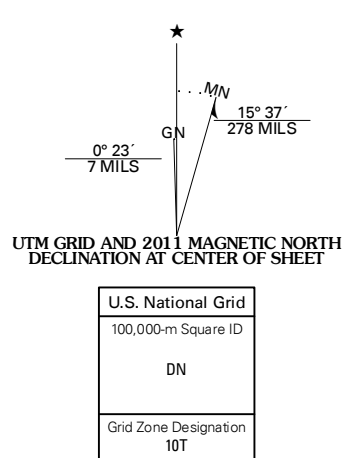 ★
MN
GN
15° 37´
278 MILS
0° 23´
7 MILS
UTM GRID AND 2011 MAGNETIC NORTH
DECLINATION AT CENTER OF SHEET
U.S. National Grid
100,000-m Square ID
DN
Grid Zone Designation
10T